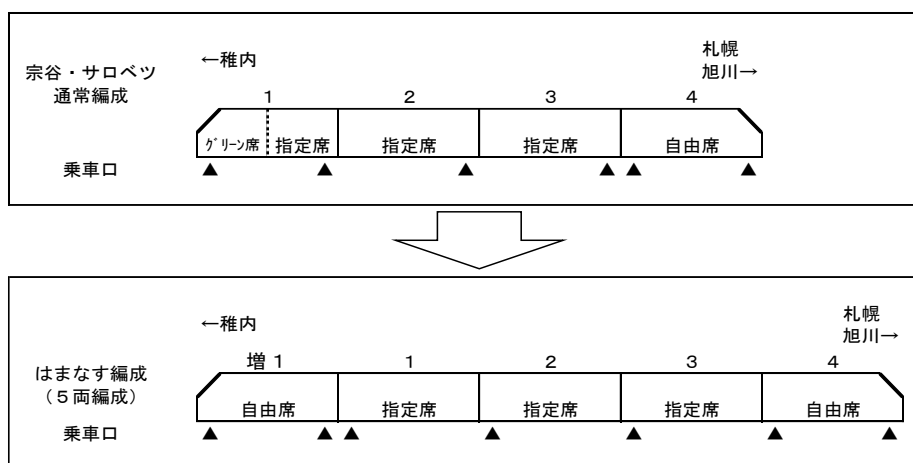 ←稚内
札幌
旭川→
宗谷・サロベツ
通常編成
1 2 3 4
グリーン席 指定席 指定席 指定席 自由席
乗車口 ▲ ▲ ▲ ▲ ▲ ▲
←稚内
札幌
旭川→
はまなす編成
(5両編成)
増1 1 2 3 4
自由席 指定席 指定席 指定席 自由席
乗車口 ▲ ▲ ▲ ▲ ▲ ▲ ▲